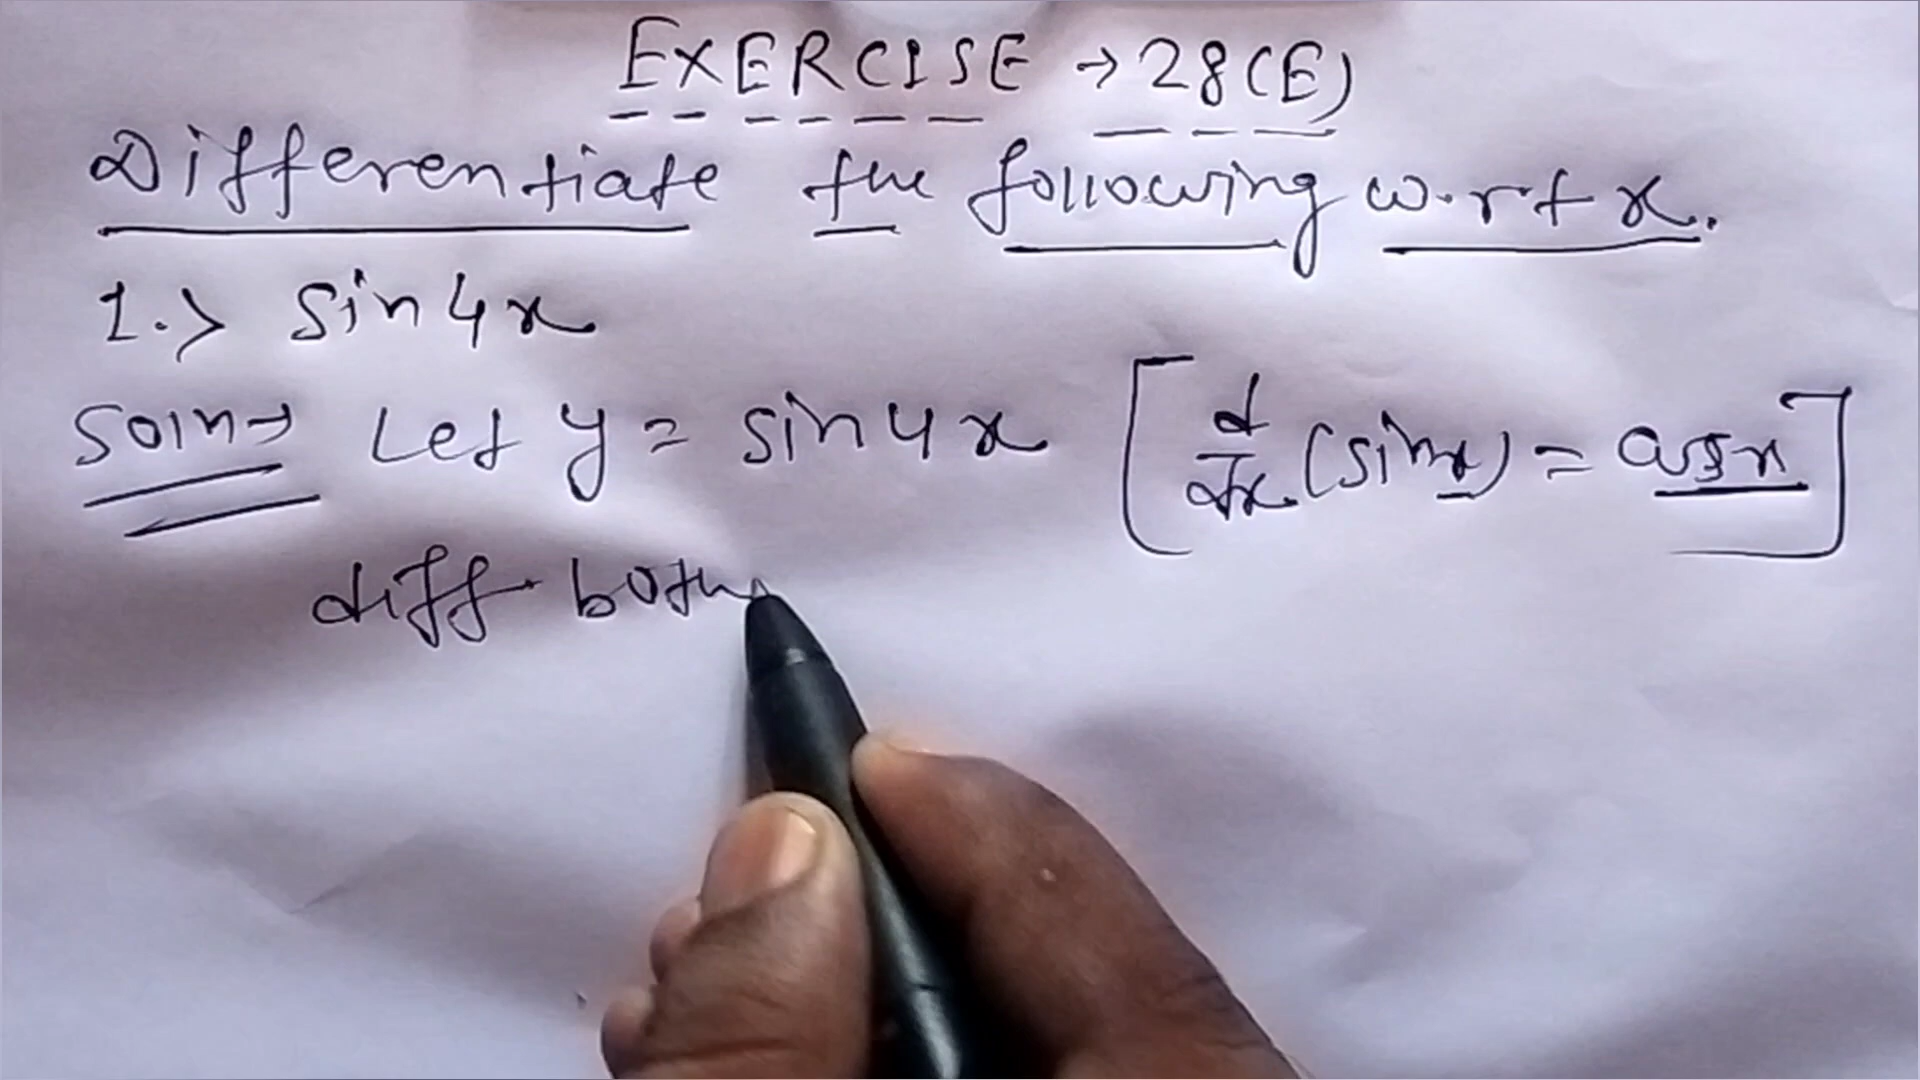 EXERCISE → 28(E)
Differentiate the following w.r.t x.
1.> sin4x
Soln→ Let y = sin4x [d/dx (sinx) = cosx]
diff both